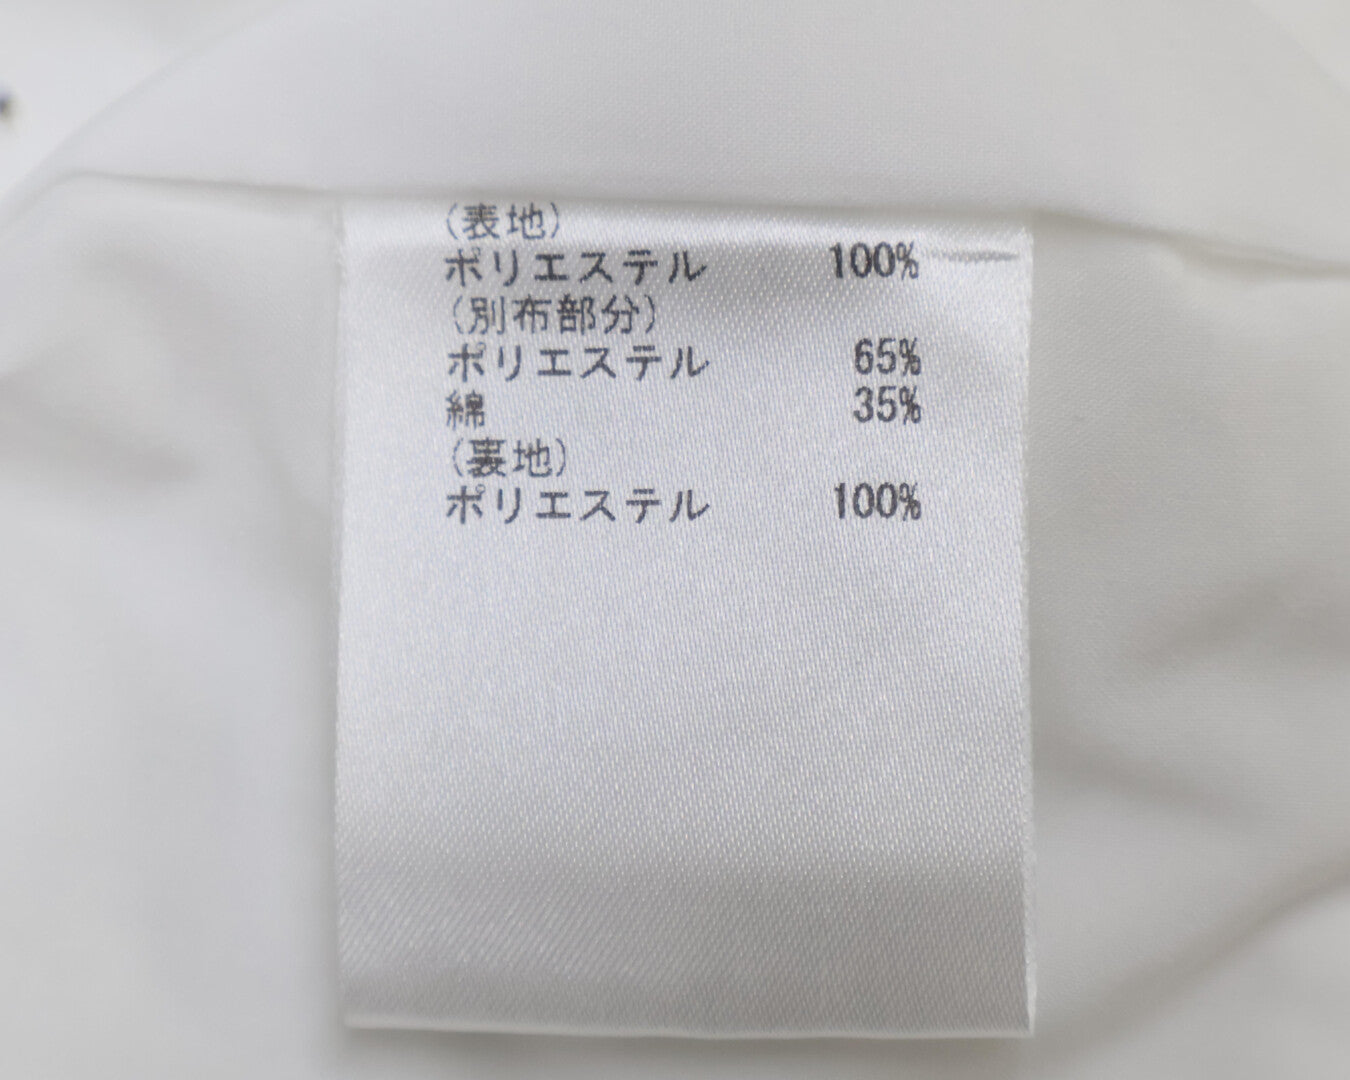 (表地)
ポリエステル 100%
(別布部分)
ポリエステル 65%
綿 35%
(裏地)
ポリエステル 100%